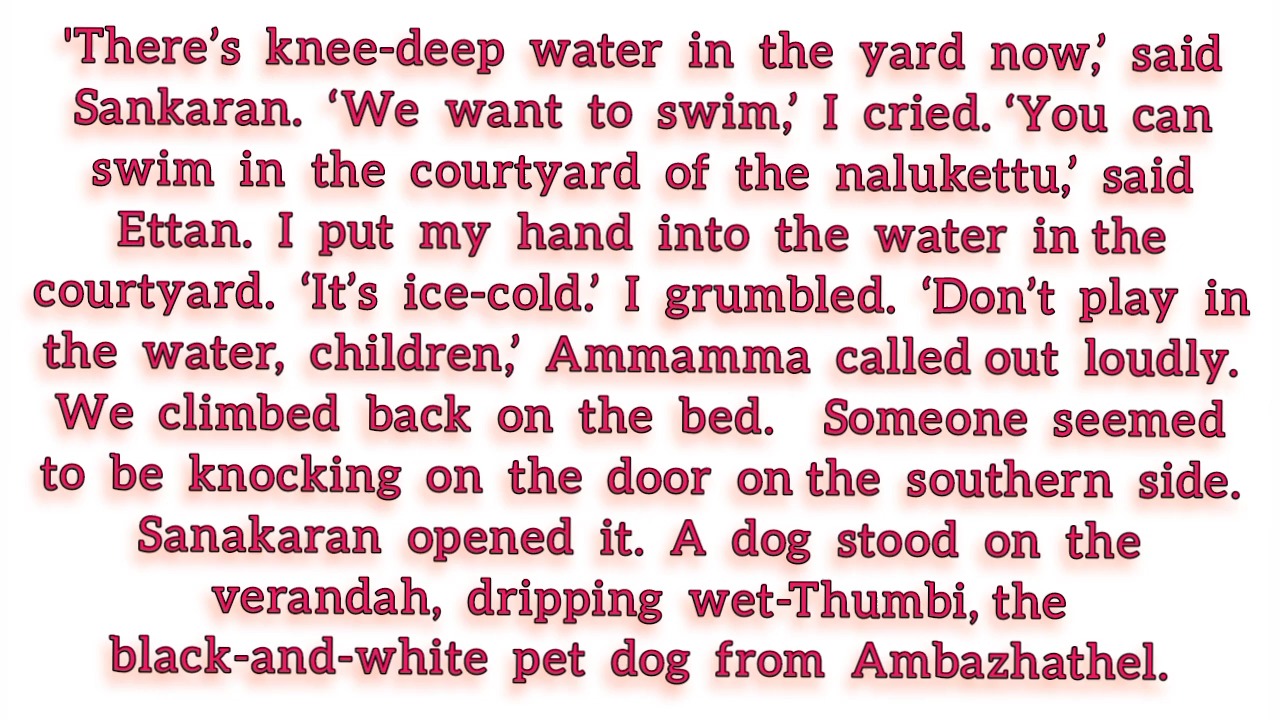 'There’s knee-deep water in the yard now,’ said
Sankaran. ‘We want to swim,’ I cried. ‘You can
swim in the courtyard of the nalukettu,’ said
Ettan. I put my hand into the water in the
courtyard. ‘It’s ice-cold.’ I grumbled. ‘Don’t play in
the water, children,’ Ammamma called out loudly.
We climbed back on the bed. Someone seemed
to be knocking on the door on the southern side.
Sanakaran opened it. A dog stood on the
verandah, dripping wet-Thumbi, the
black-and-white pet dog from Ambazhathel.